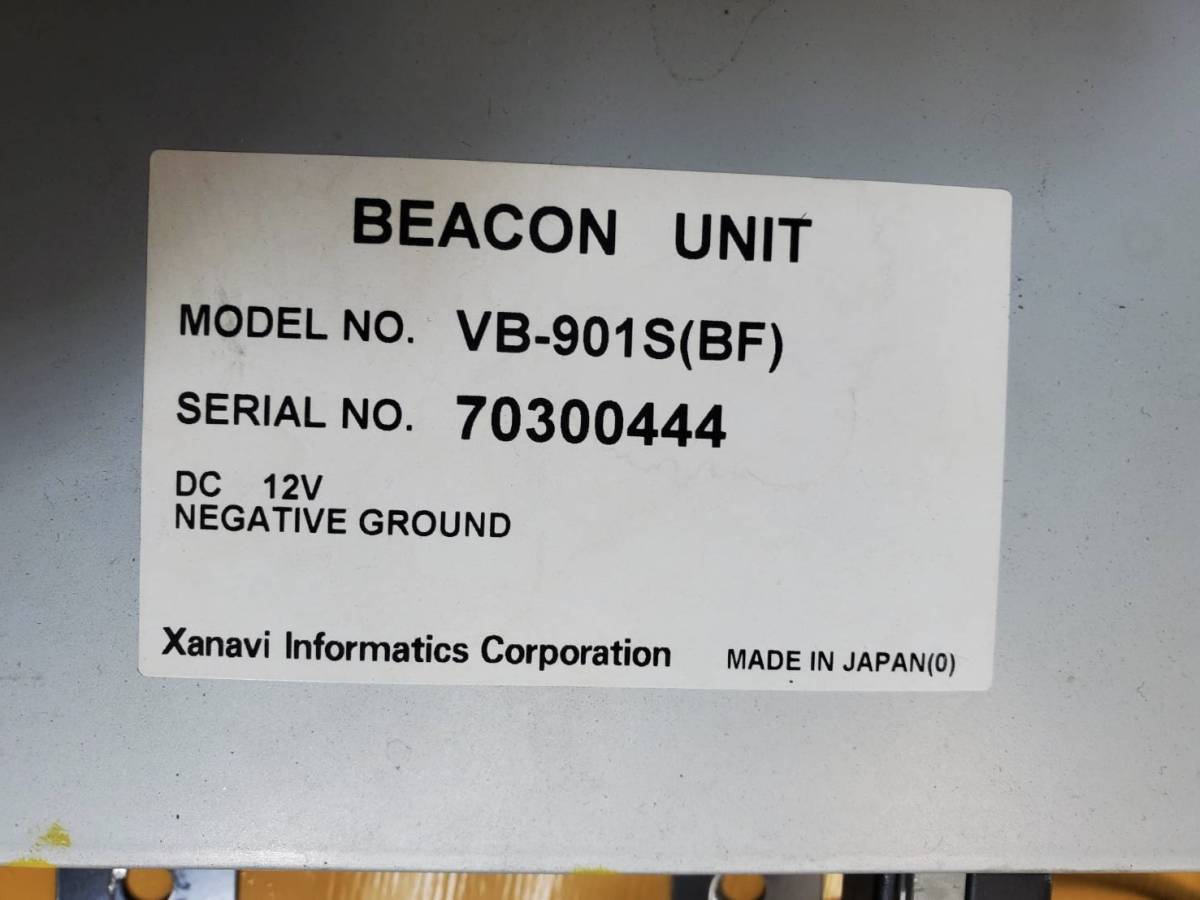 BEACON UNIT
MODEL NO. VB-901S(BF)
SERIAL NO. 70300444
DC 12V
NEGATIVE GROUND
Xanavi Informatics Corporation MADE IN JAPAN(0)